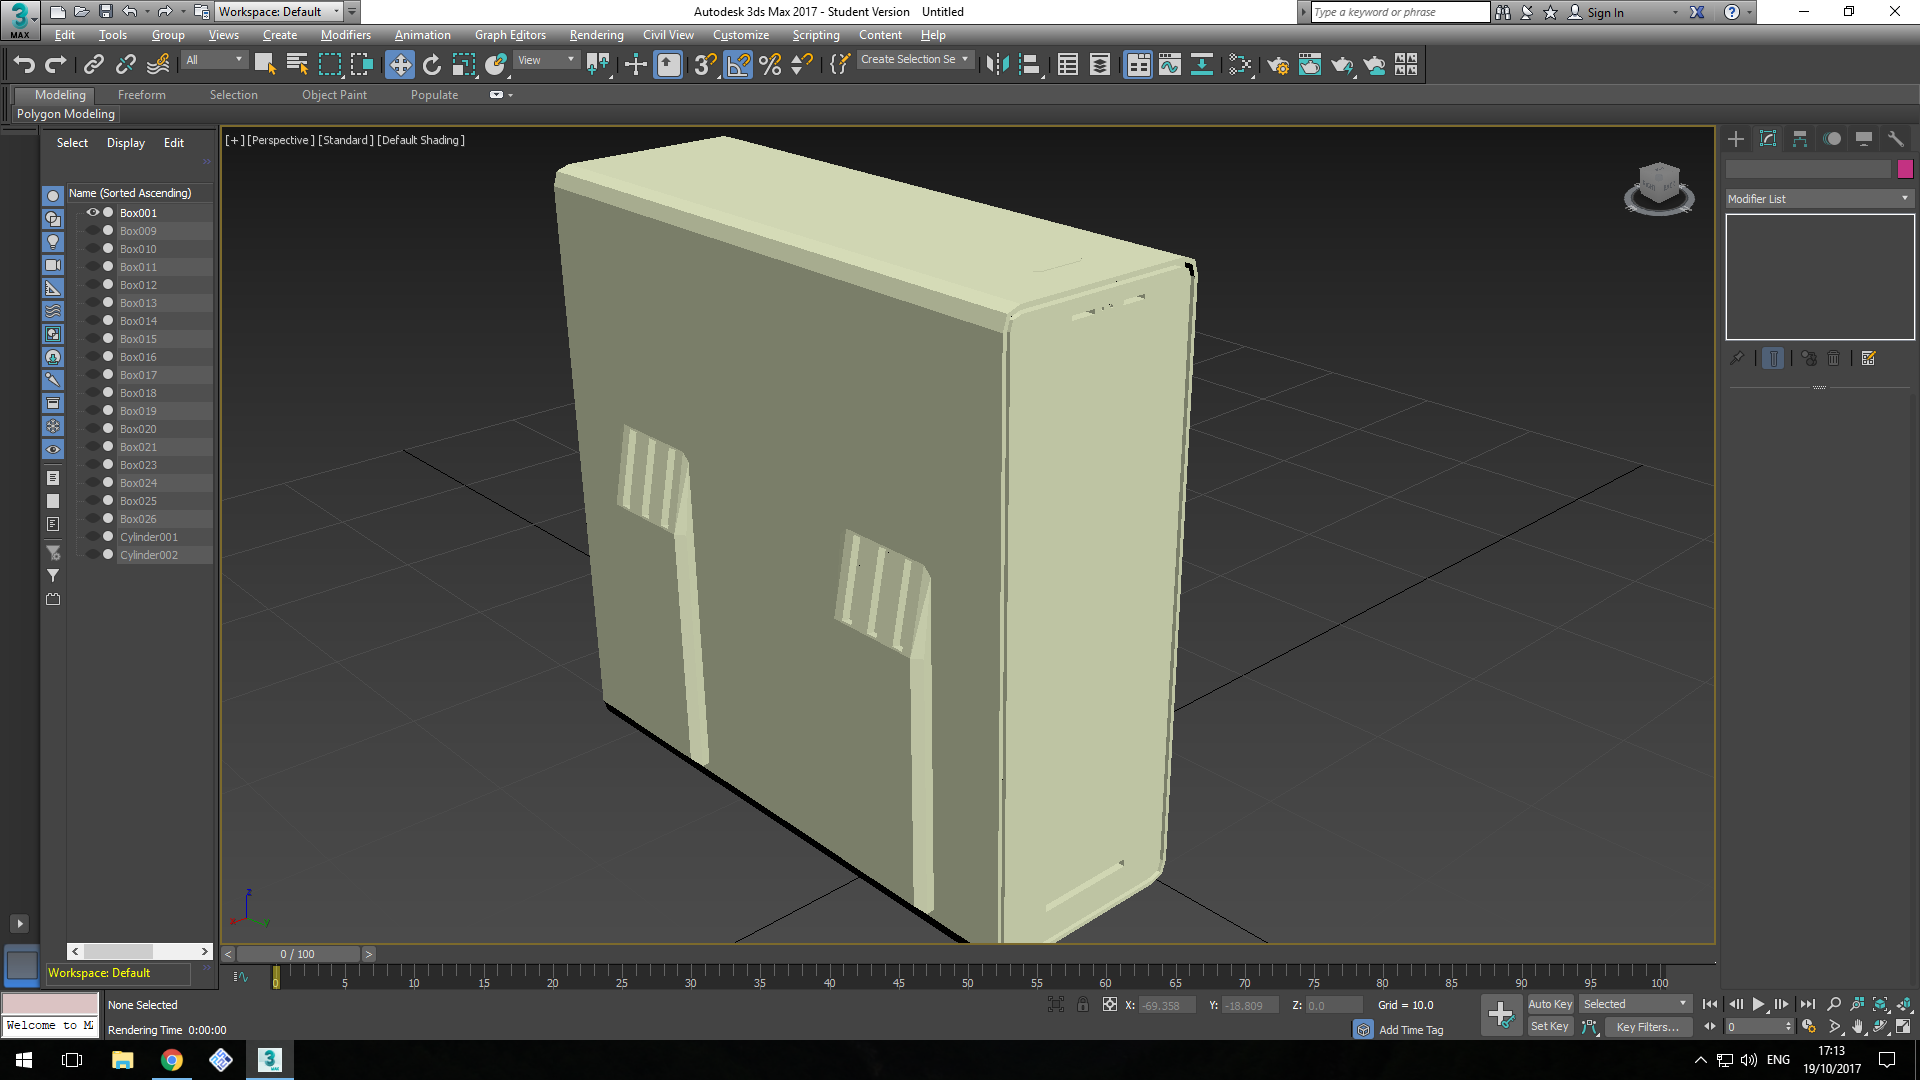 Workspace: Default
Autodesk 3ds Max 2017 - Student Version    Untitled
Type a keyword or phrase
Sign In
MAX
Edit Tools Group Views Create Modifiers Animation Graph Editors Rendering Civil View Customize Scripting Content Help
All
View
Create Selection Se
Modeling Freeform Selection Object Paint Populate
Polygon Modeling
Select Display Edit
[+] [Perspective ] [Standard ] [Default Shading ]
Name (Sorted Ascending)
Modifier List
Box001
Box009
Box010
Box011
Box012
Box013
Box014
Box015
Box016
Box017
Box018
Box019
Box020
Box021
Box023
Box024
Box025
Box026
Cylinder001
Cylinder002
z
x
y
0 / 100
Workspace: Default
0 5 10 15 20 25 30 35 40 45 50 55 60 65 70 75 80 85 90 95 100
None Selected
X: -69.358 Y: -18.809 Z: 0.0 Grid = 10.0
Auto Key Selected
Welcome to M
Rendering Time 0:00:00
Add Time Tag
Set Key Key Filters...
0
ENG
17:13
19/10/2017